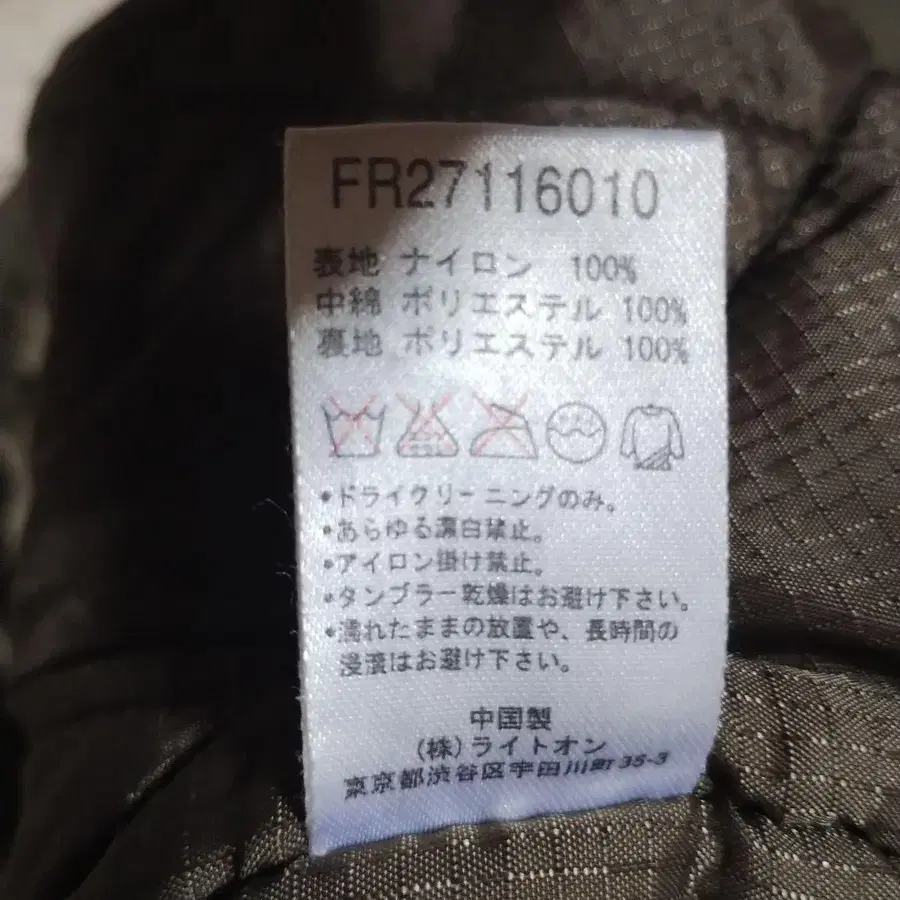 FR27116010
表地 ナイロン 100%
中綿 ポリエステル 100%
裏地 ポリエステル 100%
•ドライクリーニングのみ。
•あらゆる漂白禁止。
•アイロン掛け禁止。
•タンブラー乾燥はお避け下さい。
•濡れたままの放置や、長時間の
浸漬はお避け下さい。
中国製
(株)ライトオン
東京都渋谷区宇田川町35-3